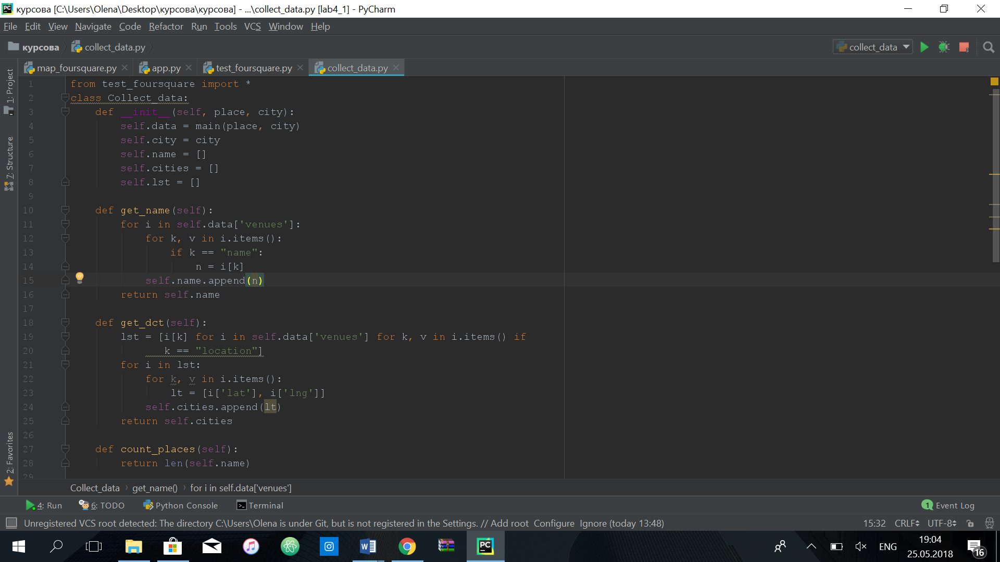 курсова [C:\Users\Olena\Desktop\курсова\курсова] - ...\collect_data.py [lab4_1] - PyCharm
File Edit View Navigate Code Refactor Run Tools VCS Window Help
курсова collect_data.py collect_data
map_foursquare.py app.py test_foursquare.py collect_data.py
1: Project
7: Structure
2: Favorites
1 from test_foursquare import *
2 class Collect_data:
3     def __init__(self, place, city):
4         self.data = main(place, city)
5         self.city = city
6         self.name = []
7         self.cities = []
8         self.lst = []
9
10     def get_name(self):
11         for i in self.data['venues']:
12             for k, v in i.items():
13                 if k == "name":
14                     n = i[k]
15             self.name.append(n)
16         return self.name
17
18     def get_dct(self):
19         lst = [i[k] for i in self.data['venues'] for k, v in i.items() if
20                k == "location"]
21         for i in lst:
22             for k, v in i.items():
23                 lt = [i['lat'], i['lng']]
24             self.cities.append(lt)
25         return self.cities
26
27     def count_places(self):
28         return len(self.name)
29
Collect_data › get_name() › for i in self.data['venues']
4: Run 6: TODO Python Console Terminal 1 Event Log
Unregistered VCS root detected: The directory C:\Users\Olena is under Git, but is not registered in the Settings. // Add root Configure Ignore (today 13:48) 15:32 CRLF UTF-8
ENG 19:04
25.05.2018 16